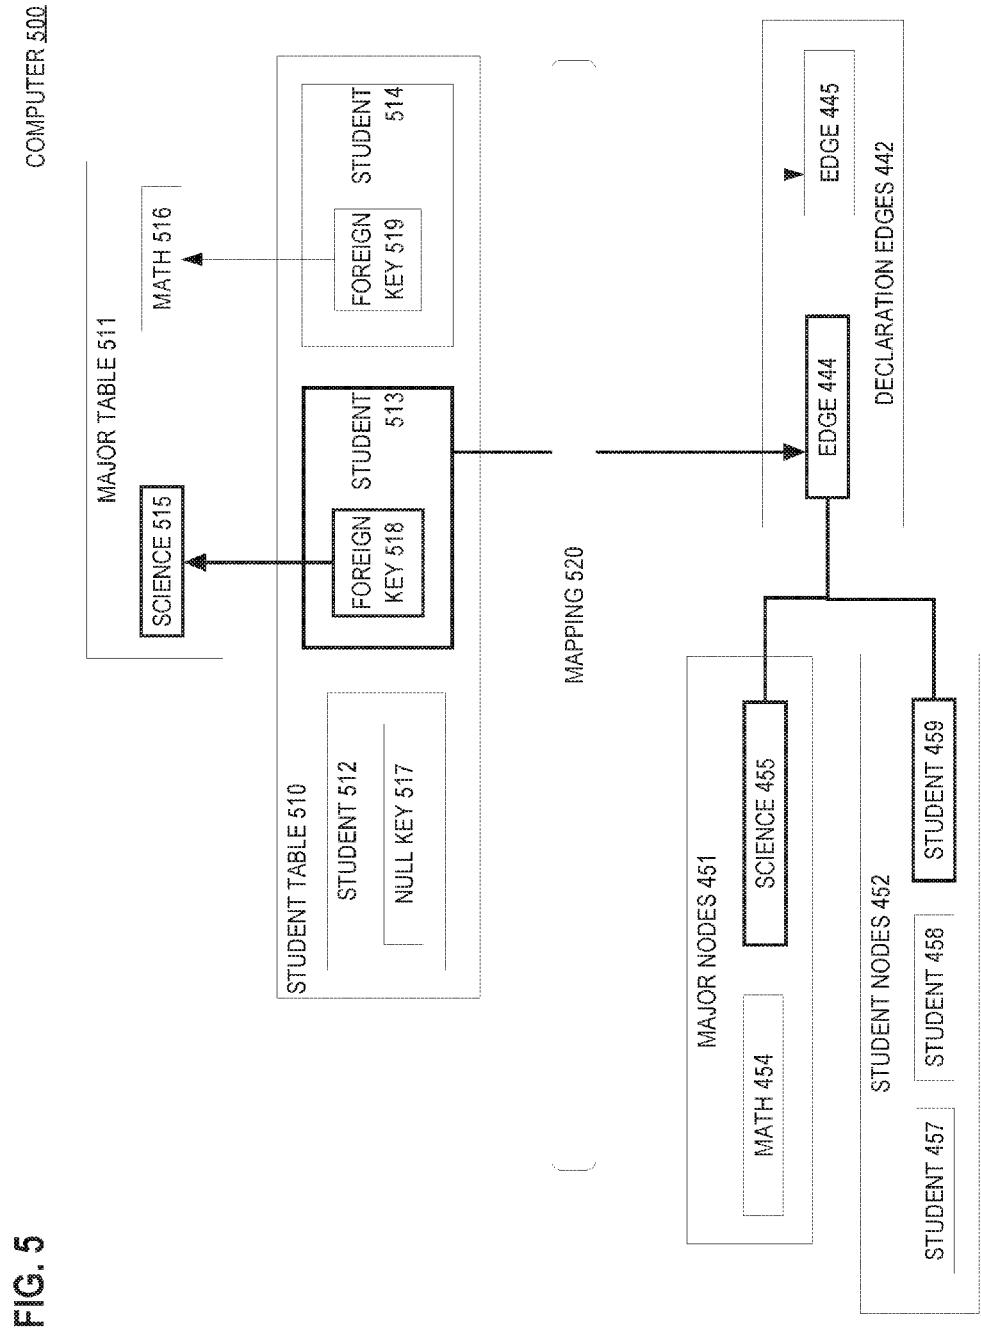 FIG. 5
COMPUTER 500
MAJOR TABLE 511
SCIENCE 515
MATH 516
STUDENT TABLE 510
STUDENT 512
NULL KEY 517
FOREIGN
KEY 518
STUDENT
513
FOREIGN
KEY 519
STUDENT
514
MAPPING 520
MAJOR NODES 451
MATH 454
SCIENCE 455
STUDENT NODES 452
STUDENT 457
STUDENT 458
STUDENT 459
EDGE 444
EDGE 445
DECLARATION EDGES 442